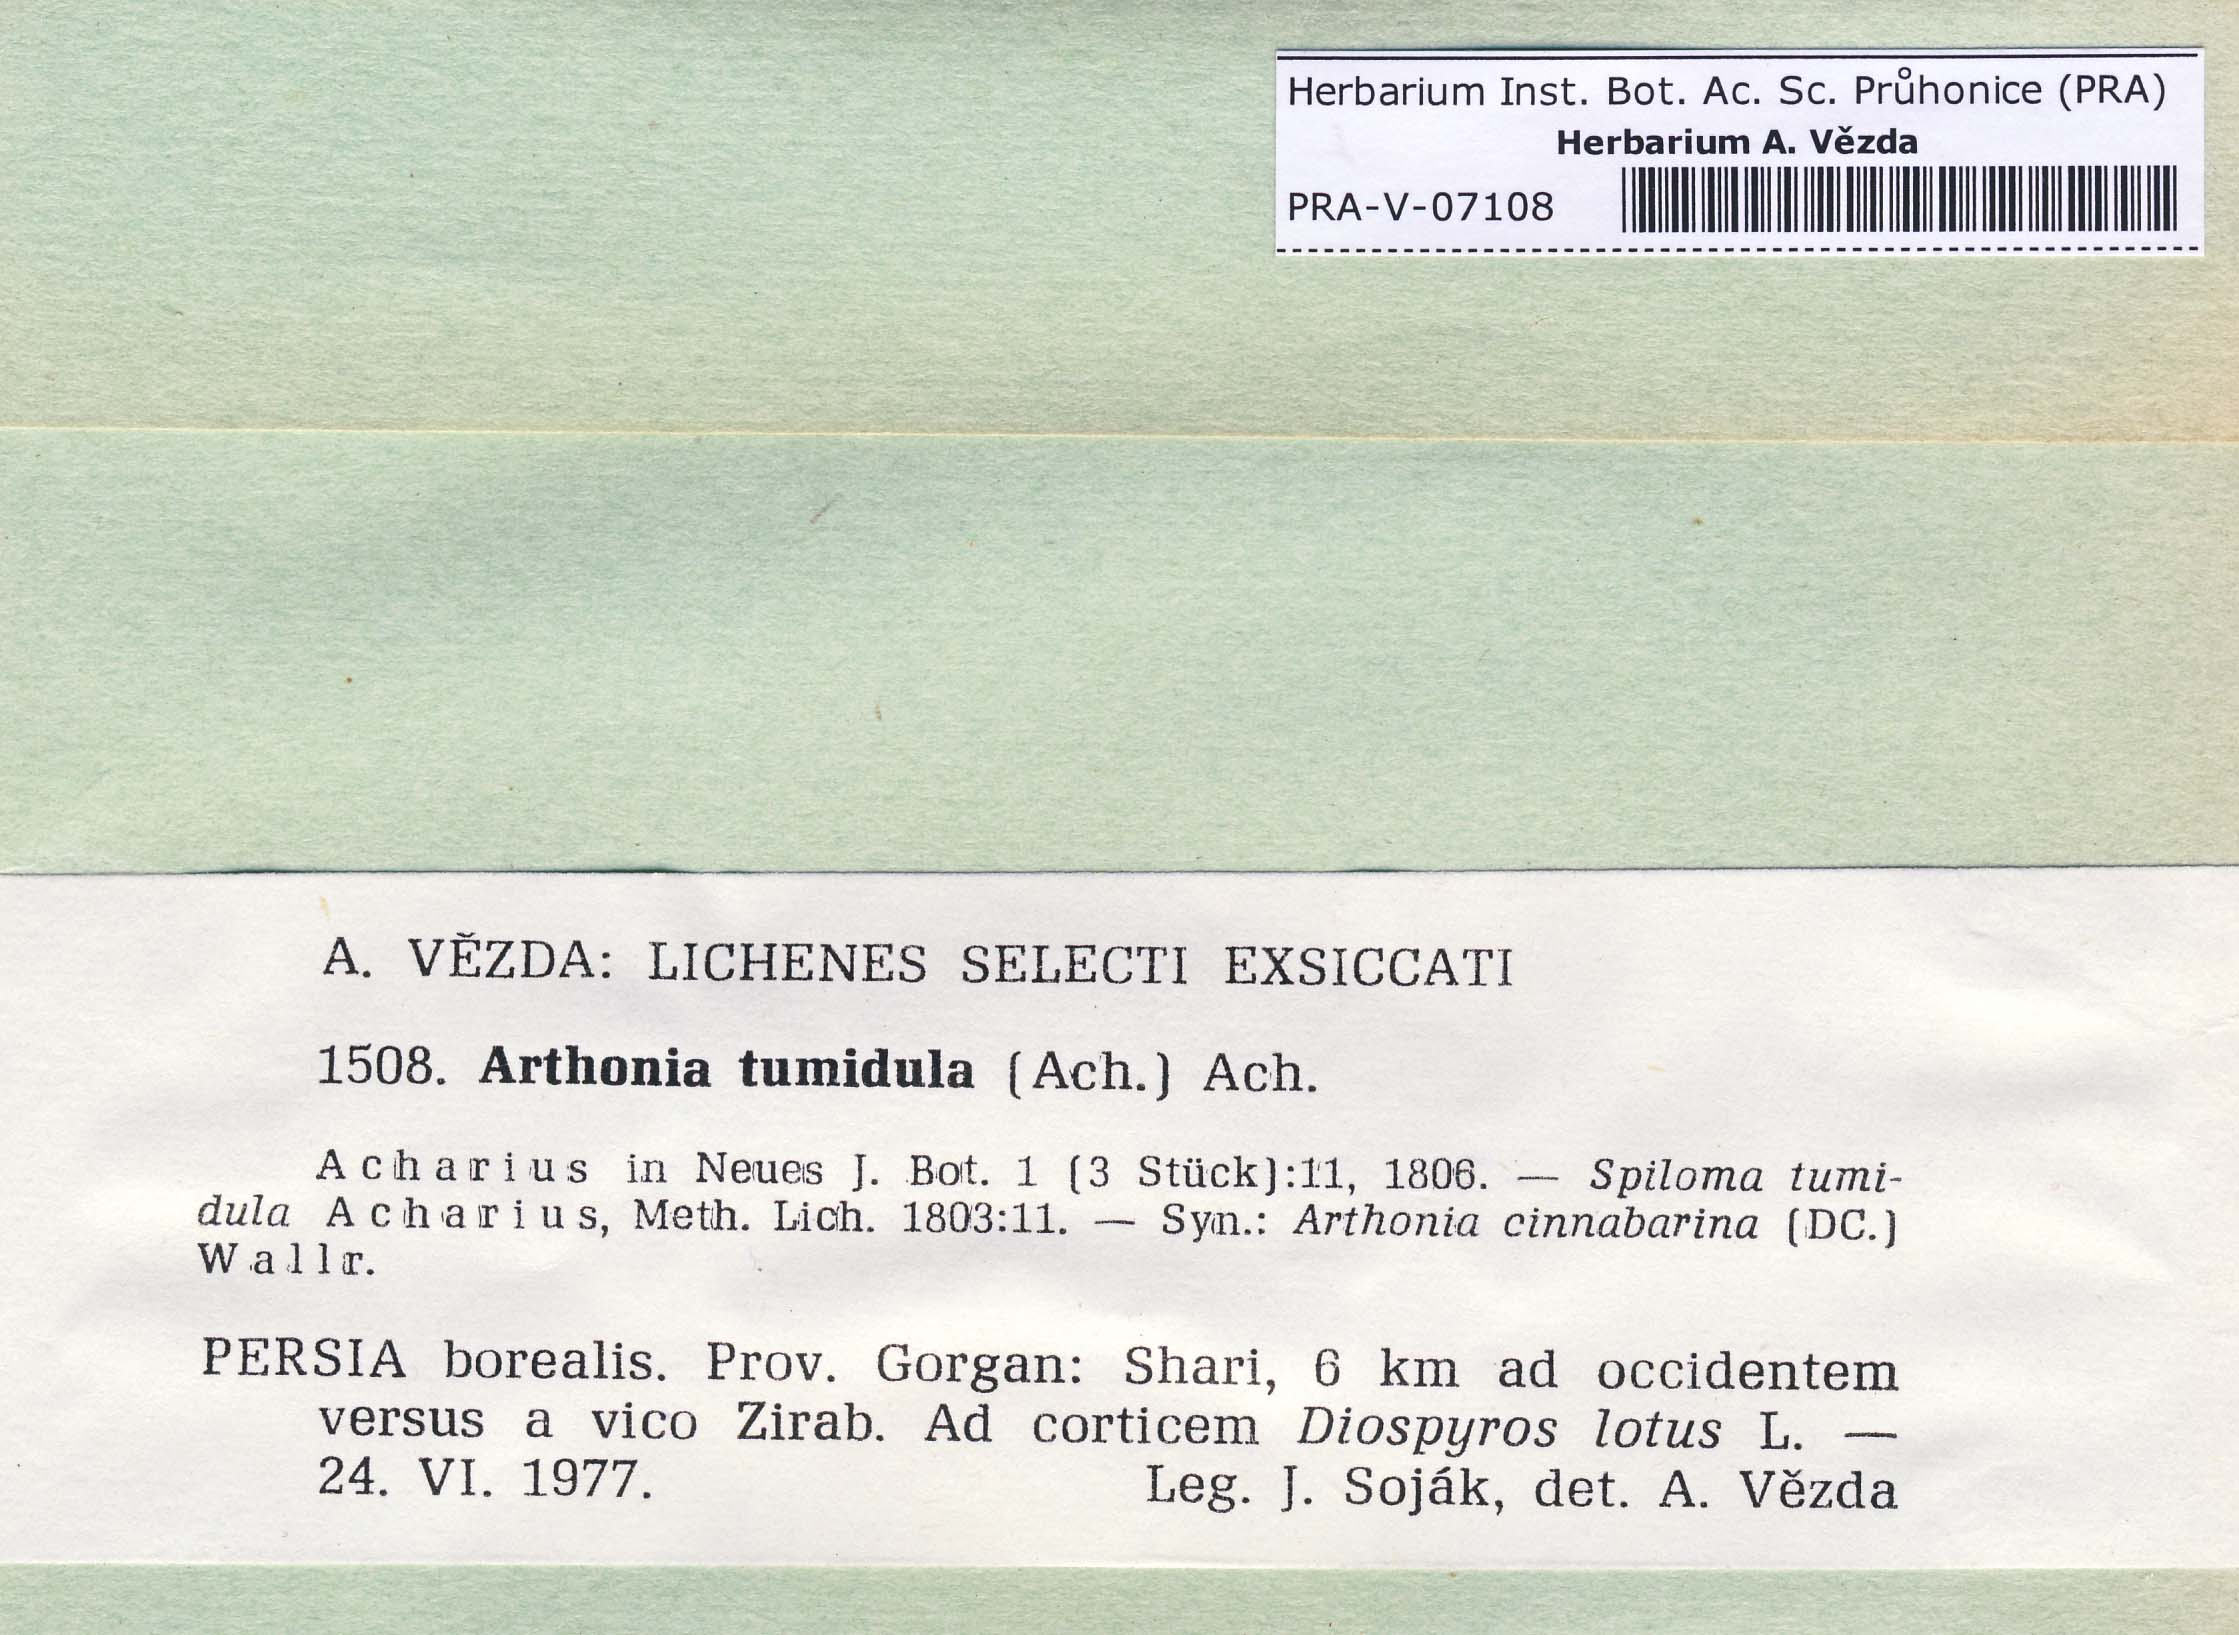 Herbarium Inst. Bot. Ac. Sc. Průhonice (PRA)
Herbarium A. Vězda
PRA-V-07108
A. VĚZDA: LICHENES SELECTI EXSICCATI
1508. Arthonia tumidula (Ach.) Ach.
Acharius in Neues J. Bot. 1 (3 Stück):11, 1806. — Spiloma tumi-
dula Acharius, Meth. Lich. 1803:11. — Syn.: Arthonia cinnabarina (DC.)
Wallr.
PERSIA borealis. Prov. Gorgan: Shari, 6 km ad occidentem
versus a vico Zirab. Ad corticem Diospyros lotus L. —
24. VI. 1977. Leg. J. Soják, det. A. Vězda